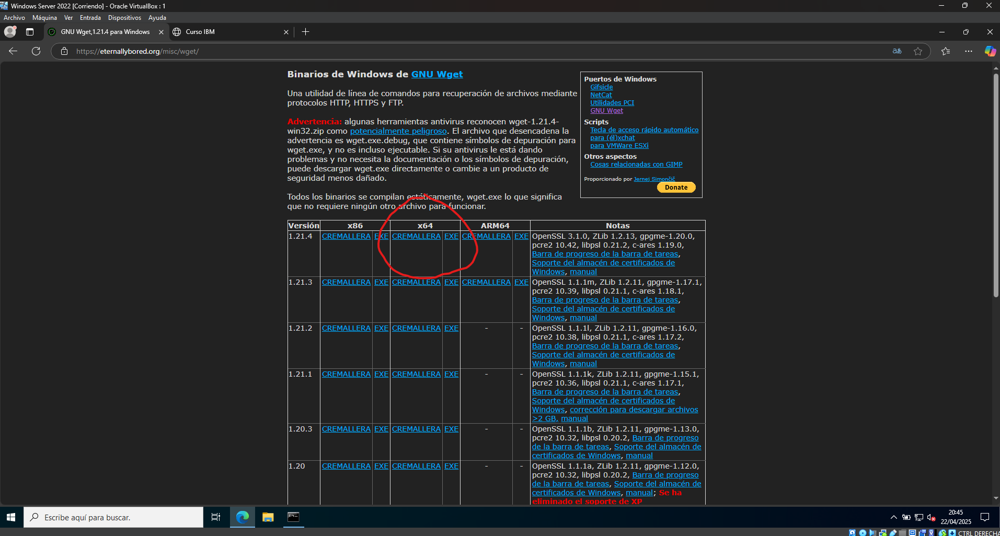 Windows Server 2022 [Corriendo] - Oracle VirtualBox : 1
Archivo Máquina Ver Entrada Dispositivos Ayuda
GNU Wget,1.21.4 para Windows
Curso IBM
https://eternallybored.org/misc/wget/
Binarios de Windows de GNU Wget
Una utilidad de línea de comandos para recuperación de archivos mediante
protocolos HTTP, HTTPS y FTP.
Advertencia: algunas herramientas antivirus reconocen wget-1.21.4-
win32.zip como potencialmente peligroso. El archivo que desencadena la
advertencia es wget.exe.debug, que contiene símbolos de depuración para
wget.exe, y no es incluso ejecutable. Si su antivirus le está dando
problemas y no necesita la documentación o los símbolos de depuración,
puede descargar wget.exe directamente o cambie a un producto de
seguridad menos dañado.
Todos los binarios se compilan estáticamente, wget.exe lo que significa
que no requiere ningún otro archivo para funcionar.
Puertos de Windows
Gifsicle
NetCat
Utilidades PCI
GNU Wget
Scripts
Tecla de acceso rápido automático
para (él)xchat
para VMWare ESXi
Otros aspectos
Cosas relacionadas con GIMP
Proporcionado por Jernej Simončič
Donate
Versión x86 x64 ARM64 Notas
1.21.4 CREMALLERA EXE CREMALLERA EXE CREMALLERA EXE OpenSSL 3.1.0, ZLib 1.2.13, gpgme-1.20.0,
pcre2 10.42, libpsl 0.21.2, c-ares 1.19.0,
Barra de progreso de la barra de tareas,
Soporte del almacén de certificados de
Windows, manual
1.21.3 CREMALLERA EXE CREMALLERA EXE CREMALLERA EXE OpenSSL 1.1.1m, ZLib 1.2.11, gpgme-1.17.1,
pcre2 10.39, libpsl 0.21.1, c-ares 1.18.1,
Barra de progreso de la barra de tareas,
Soporte del almacén de certificados de
Windows, manual
1.21.2 CREMALLERA EXE CREMALLERA EXE - - OpenSSL 1.1.1l, ZLib 1.2.11, gpgme-1.16.0,
pcre2 10.38, libpsl 0.21.1, c-ares 1.17.2,
Barra de progreso de la barra de tareas,
Soporte del almacén de certificados de
Windows, manual
1.21.1 CREMALLERA EXE CREMALLERA EXE - - OpenSSL 1.1.1k, ZLib 1.2.11, gpgme-1.15.1,
pcre2 10.36, libpsl 0.21.1, c-ares 1.17.1,
Barra de progreso de la barra de tareas,
Soporte del almacén de certificados de
Windows, corrección para descargar archivos
>2 GB, manual
1.20.3 CREMALLERA EXE CREMALLERA EXE - - OpenSSL 1.1.1b, ZLib 1.2.11, gpgme-1.13.0,
pcre2 10.32, libpsl 0.20.2, Barra de progreso
de la barra de tareas, Soporte del almacén de
certificados de Windows, manual
1.20 CREMALLERA EXE CREMALLERA EXE - - OpenSSL 1.1.1a, ZLib 1.2.11, gpgme-1.12.0,
pcre2 10.32, libpsl 0.20.2, Barra de progreso
de la barra de tareas, Soporte del almacén de
certificados de Windows, manual; Se ha
eliminado el soporte de XP
Escribe aquí para buscar.
20:45
22/04/2025
CTRL DERECHA